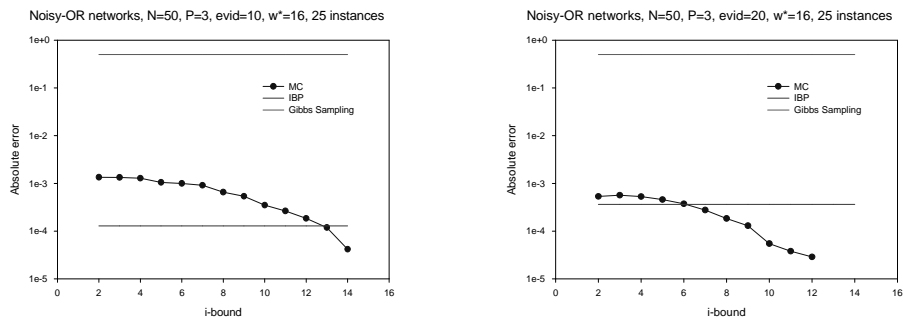 Noisy-OR networks, N=50, P=3, evid=10, w*=16, 25 instances
1e+0
1e-1
1e-2
1e-3
1e-4
1e-5
Absolute error
MC
IBP
Gibbs Sampling
0 2 4 6 8 10 12 14 16
i-bound
Noisy-OR networks, N=50, P=3, evid=20, w*=16, 25 instances
1e+0
1e-1
1e-2
1e-3
1e-4
1e-5
Absolute error
MC
IBP
Gibbs Sampling
0 2 4 6 8 10 12 14 16
i-bound